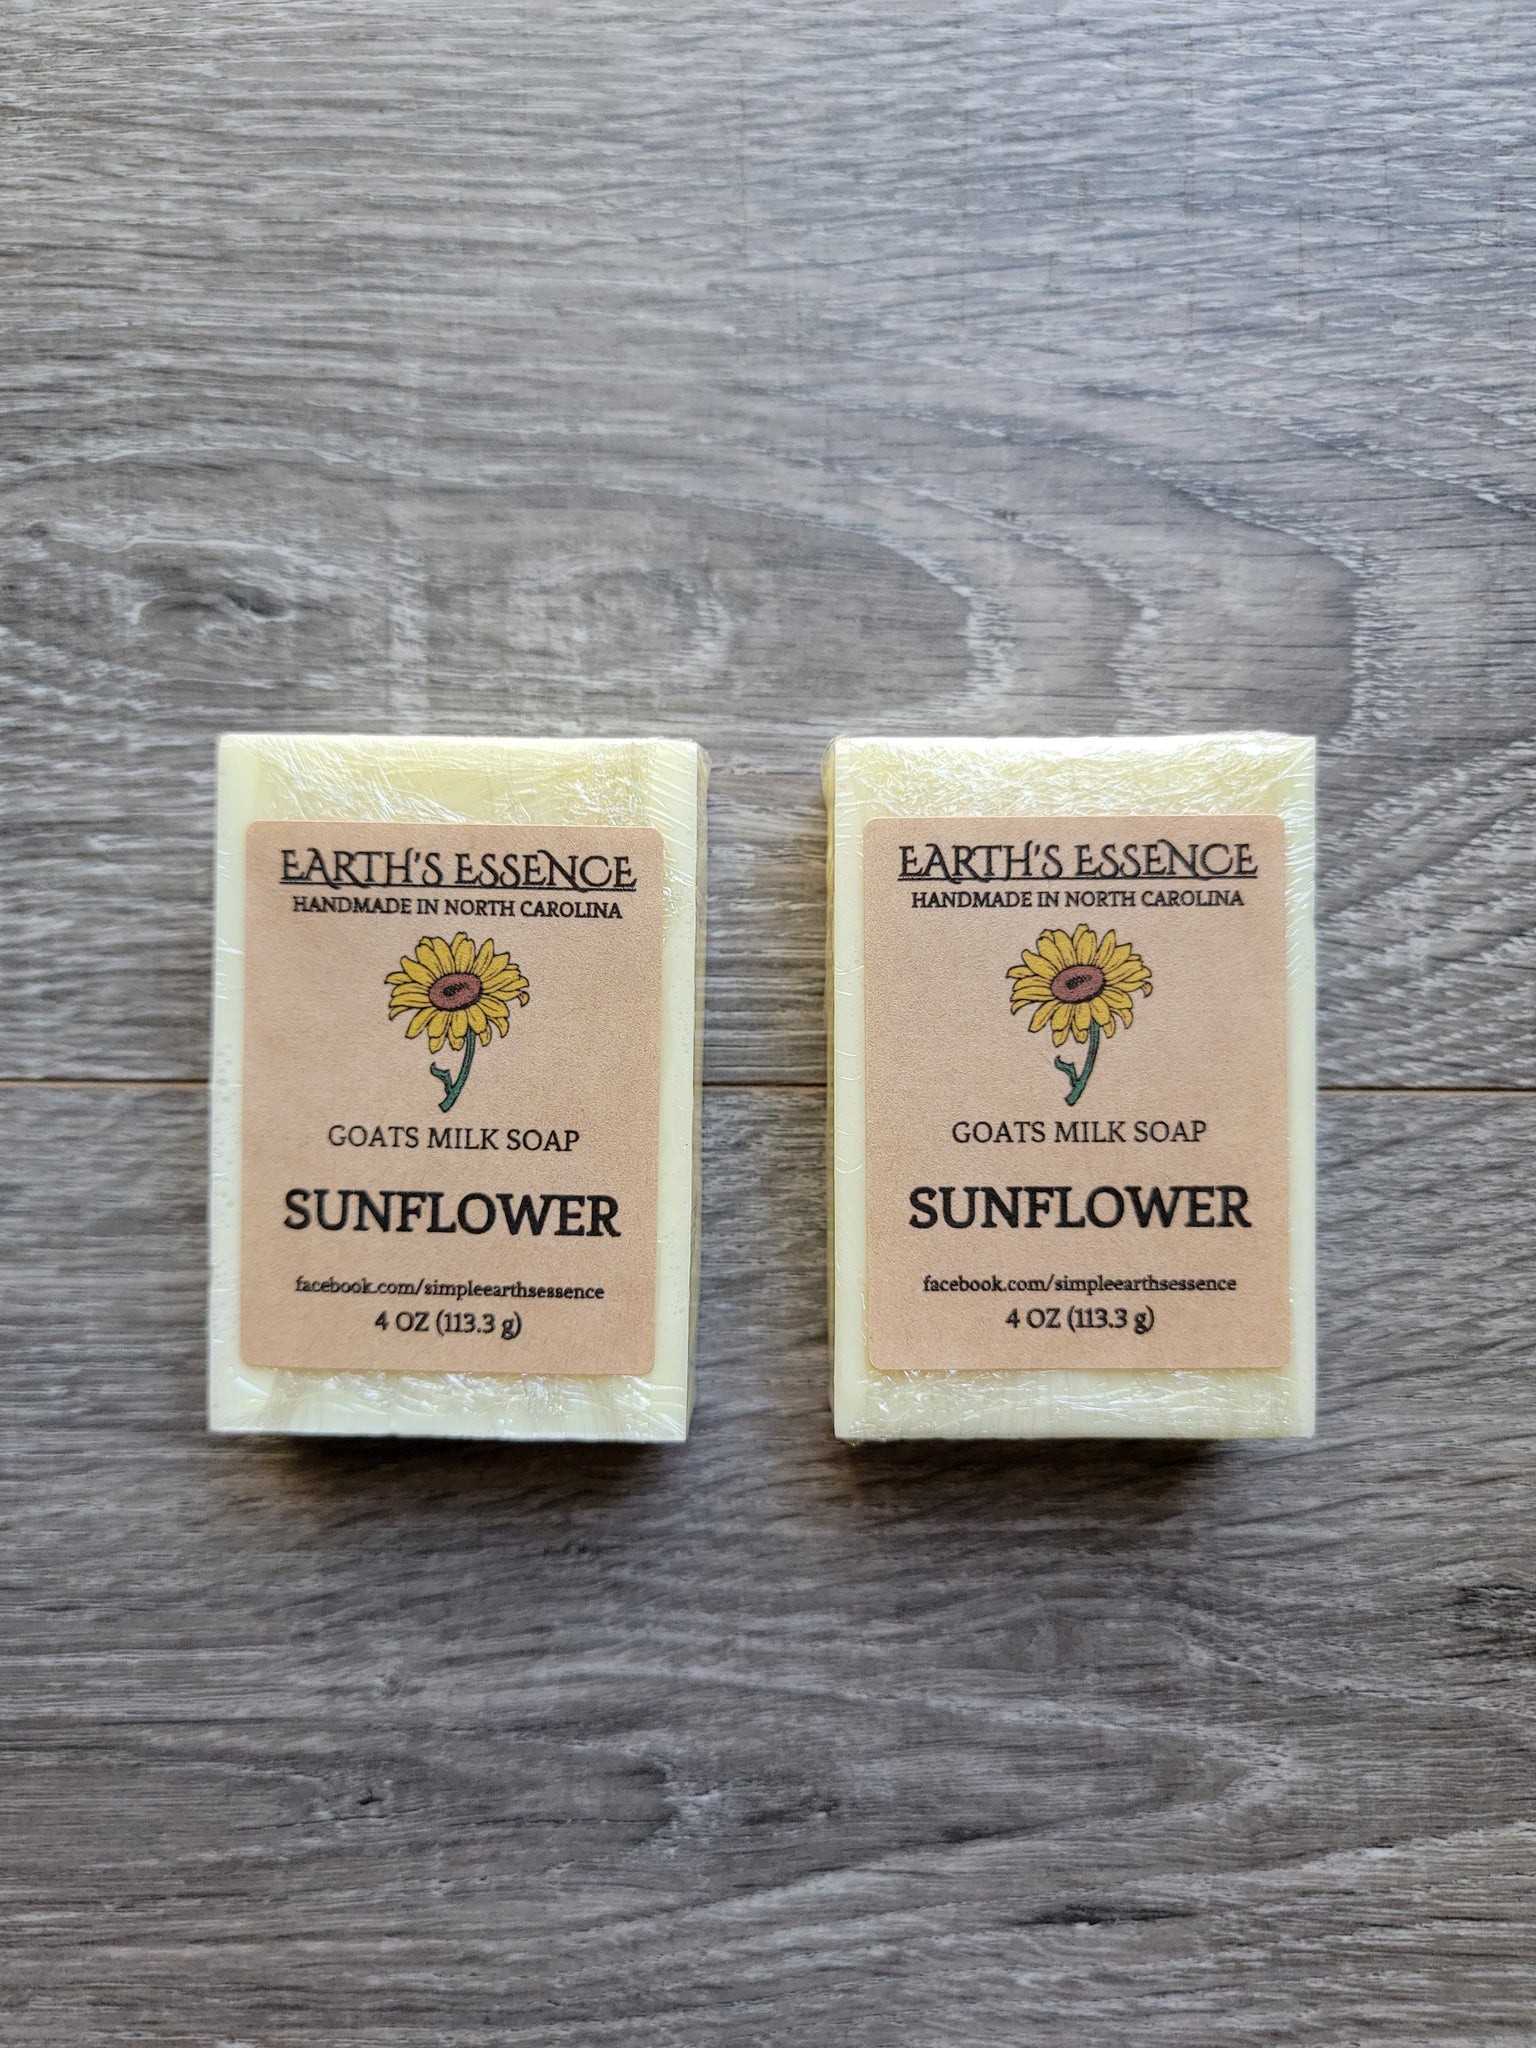 EARTH'S ESSENCE
HANDMADE IN NORTH CAROLINA
GOATS MILK SOAP
SUNFLOWER
facebook.com/simpleearthsessence
4 OZ (113.3 g)
EARTH'S ESSENCE
HANDMADE IN NORTH CAROLINA
GOATS MILK SOAP
SUNFLOWER
facebook.com/simpleearthsessence
4 OZ (113.3 g)